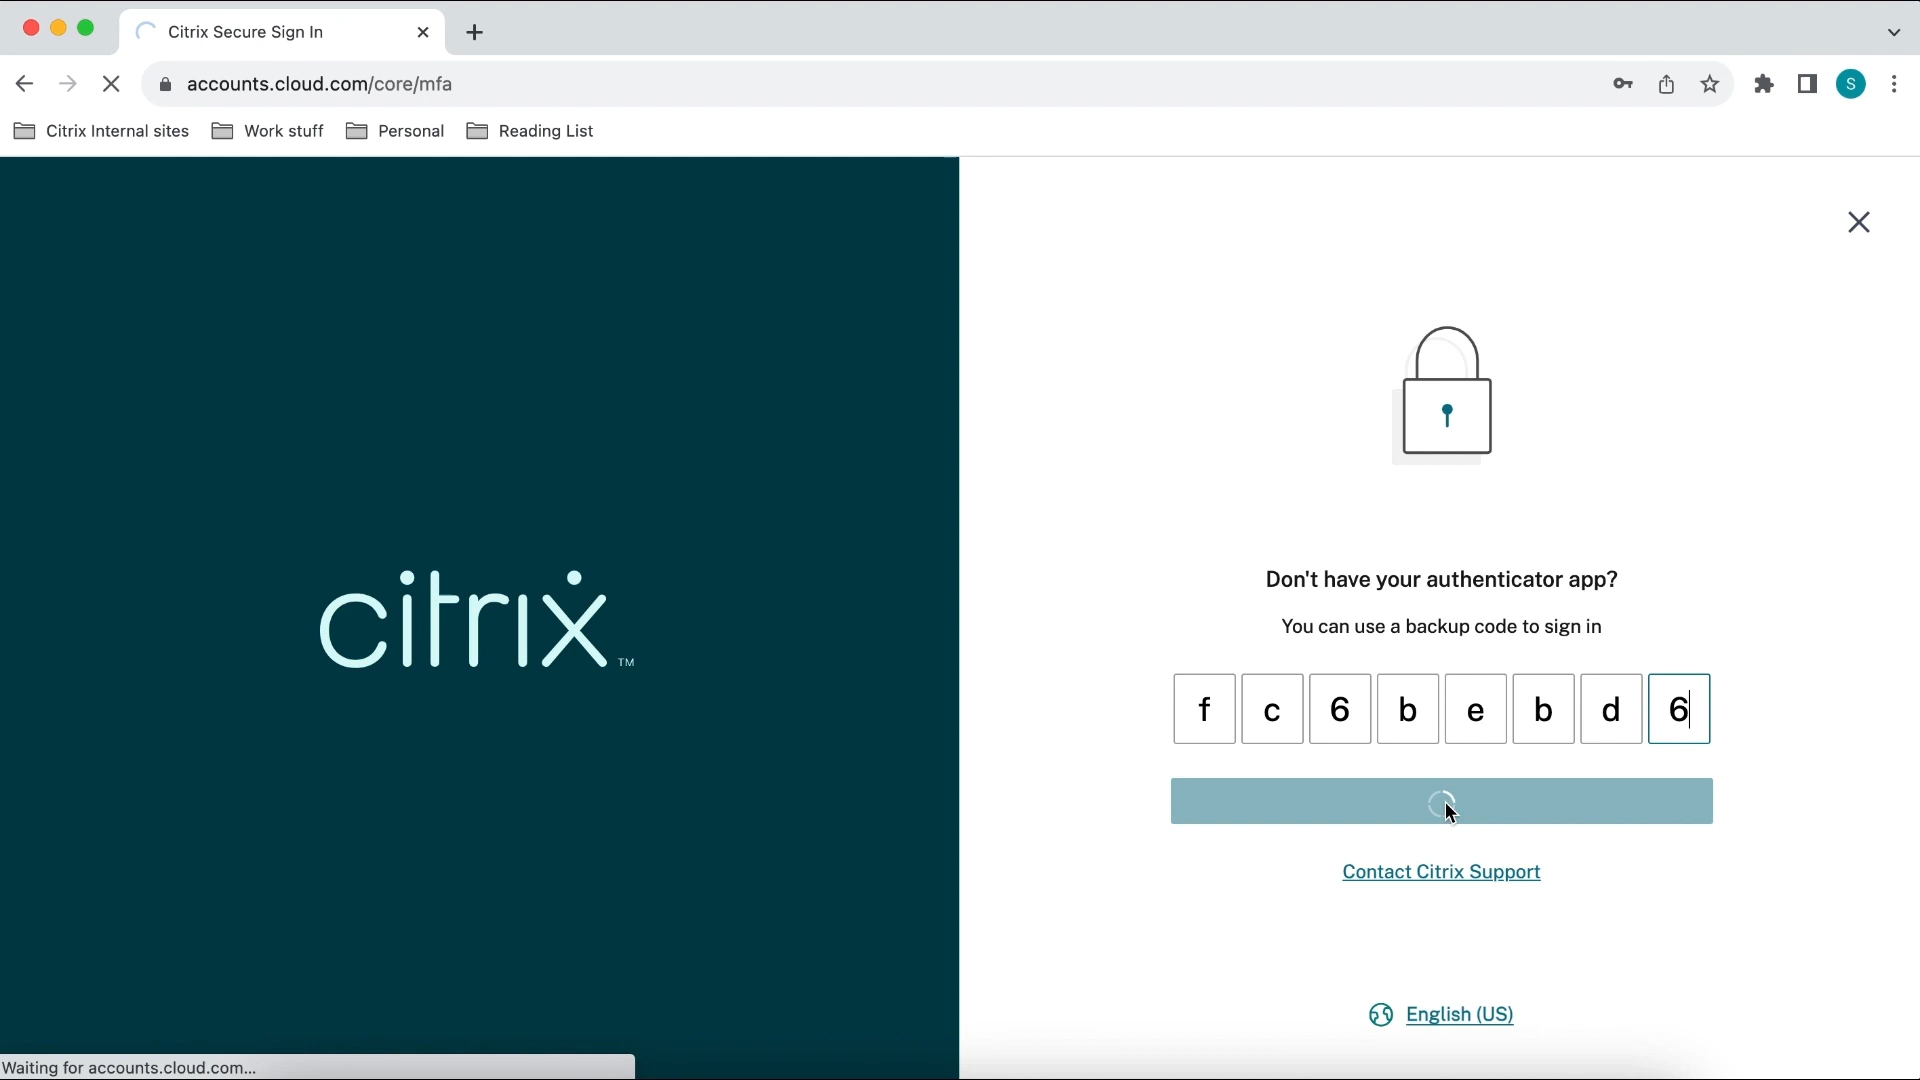 Citrix Secure Sign In
accounts.cloud.com/core/mfa
S
Citrix Internal sites
Work stuff
Personal
Reading List
citrix™
Don't have your authenticator app?
You can use a backup code to sign in
f c 6 b e b d 6
Contact Citrix Support
English (US)
Waiting for accounts.cloud.com...